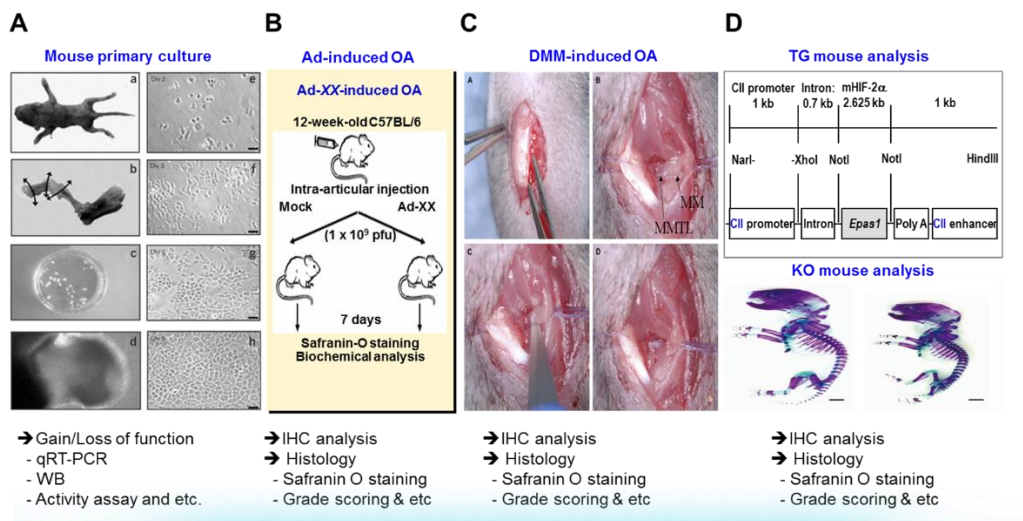 A
B
C
D
Mouse primary culture
Ad-induced OA
DMM-induced OA
TG mouse analysis
a
b
c
d
Div 2
e
f
g
h
Ad-XX-induced OA
12-week-old C57BL/6
Intra-articular injection
Mock
Ad-XX
(1 x 10⁹ pfu)
7 days
Safranin-O staining
Biochemical analysis
A
B
MM
MMTL
C
D
CII promoter
1 kb
Intron:
0.7 kb
mHIF-2α
2.625 kb
1 kb
NarI-
-XhoI
NotI
NotI
HindIII
CII promoter
Intron
Epas1
Poly A
CII enhancer
KO mouse analysis
➔ Gain/Loss of function
- qRT-PCR
- WB
- Activity assay and etc.
➔ IHC analysis
➔ Histology
- Safranin O staining
- Grade scoring & etc
➔ IHC analysis
➔ Histology
- Safranin O staining
- Grade scoring & etc
➔ IHC analysis
➔ Histology
- Safranin O staining
- Grade scoring & etc